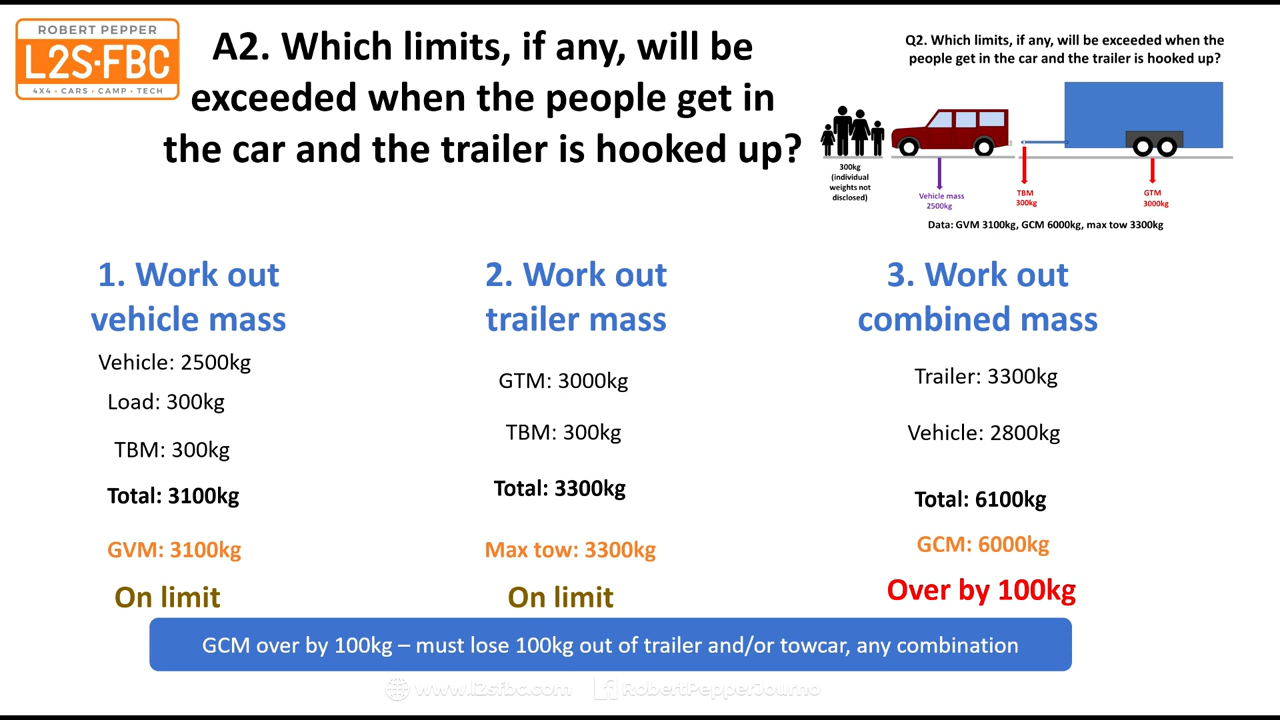 ROBERT PEPPER
L2S·FBC
4X4 · CARS · CAMP · TECH
A2. Which limits, if any, will be
exceeded when the people get in
the car and the trailer is hooked up?
Q2. Which limits, if any, will be exceeded when the
people get in the car and the trailer is hooked up?
300kg
(individual
weights not
disclosed)
Vehicle mass
2500kg
TBM
300kg
GTM
3000kg
Data: GVM 3100kg, GCM 6000kg, max tow 3300kg
1. Work out
vehicle mass
Vehicle: 2500kg
Load: 300kg
TBM: 300kg
Total: 3100kg
GVM: 3100kg
On limit
2. Work out
trailer mass
GTM: 3000kg
TBM: 300kg
Total: 3300kg
Max tow: 3300kg
On limit
3. Work out
combined mass
Trailer: 3300kg
Vehicle: 2800kg
Total: 6100kg
GCM: 6000kg
Over by 100kg
GCM over by 100kg – must lose 100kg out of trailer and/or towcar, any combination
www.l2sfbc.com
RobertPepperJourno